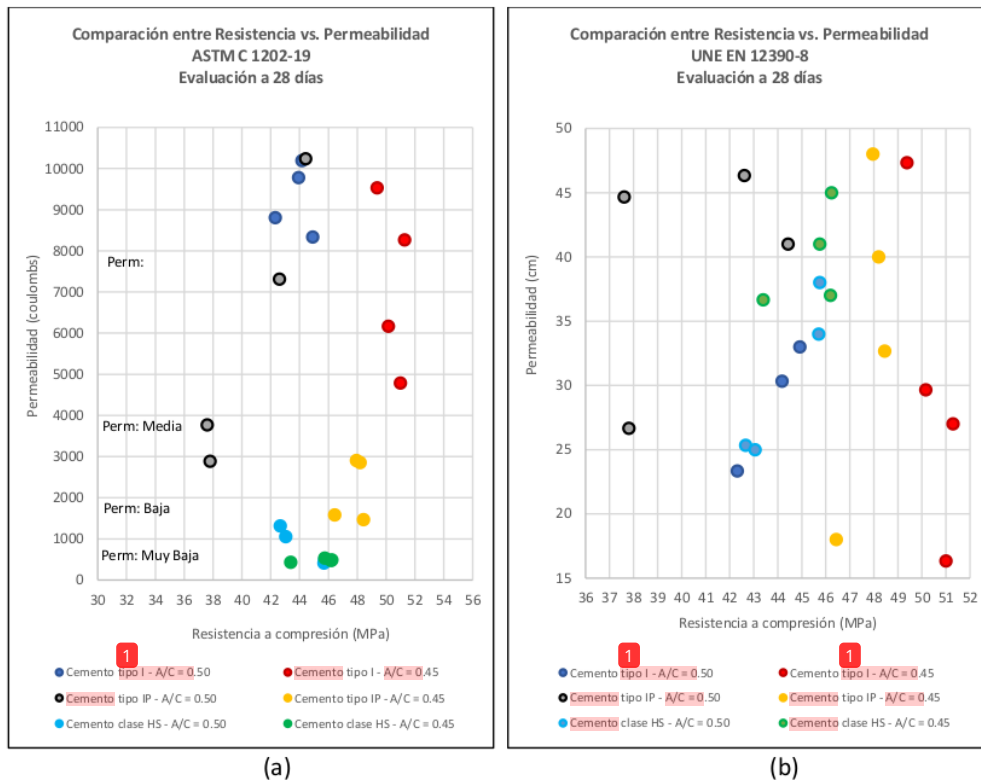 Comparación entre Resistencia vs. Permeabilidad
ASTM C 1202-19
Evaluación a 28 días
11000
10000
9000
8000
7000
6000
5000
4000
3000
2000
1000
0
Permeabilidad (coulombs)
Perm:
Perm: Media
Perm: Baja
Perm: Muy Baja
30 32 34 36 38 40 42 44 46 48 50 52 54 56
Resistencia a compresión (MPa)
1
Cemento tipo I - A/C = 0.50
Cemento tipo I - A/C = 0.45
Cemento tipo IP - A/C = 0.50
Cemento tipo IP - A/C = 0.45
Cemento clase HS - A/C = 0.50
Cemento clase HS - A/C = 0.45
(a)
Comparación entre Resistencia vs. Permeabilidad
UNE EN 12390-8
Evaluación a 28 días
50
45
40
35
30
25
20
15
Permeabilidad (cm)
36 37 38 39 40 41 42 43 44 45 46 47 48 49 50 51 52
Resistencia a compresión (MPa)
1
1
Cemento tipo I - A/C = 0.50
Cemento tipo I - A/C = 0.45
Cemento tipo IP - A/C = 0.50
Cemento tipo IP - A/C = 0.45
Cemento clase HS - A/C = 0.50
Cemento clase HS - A/C = 0.45
(b)